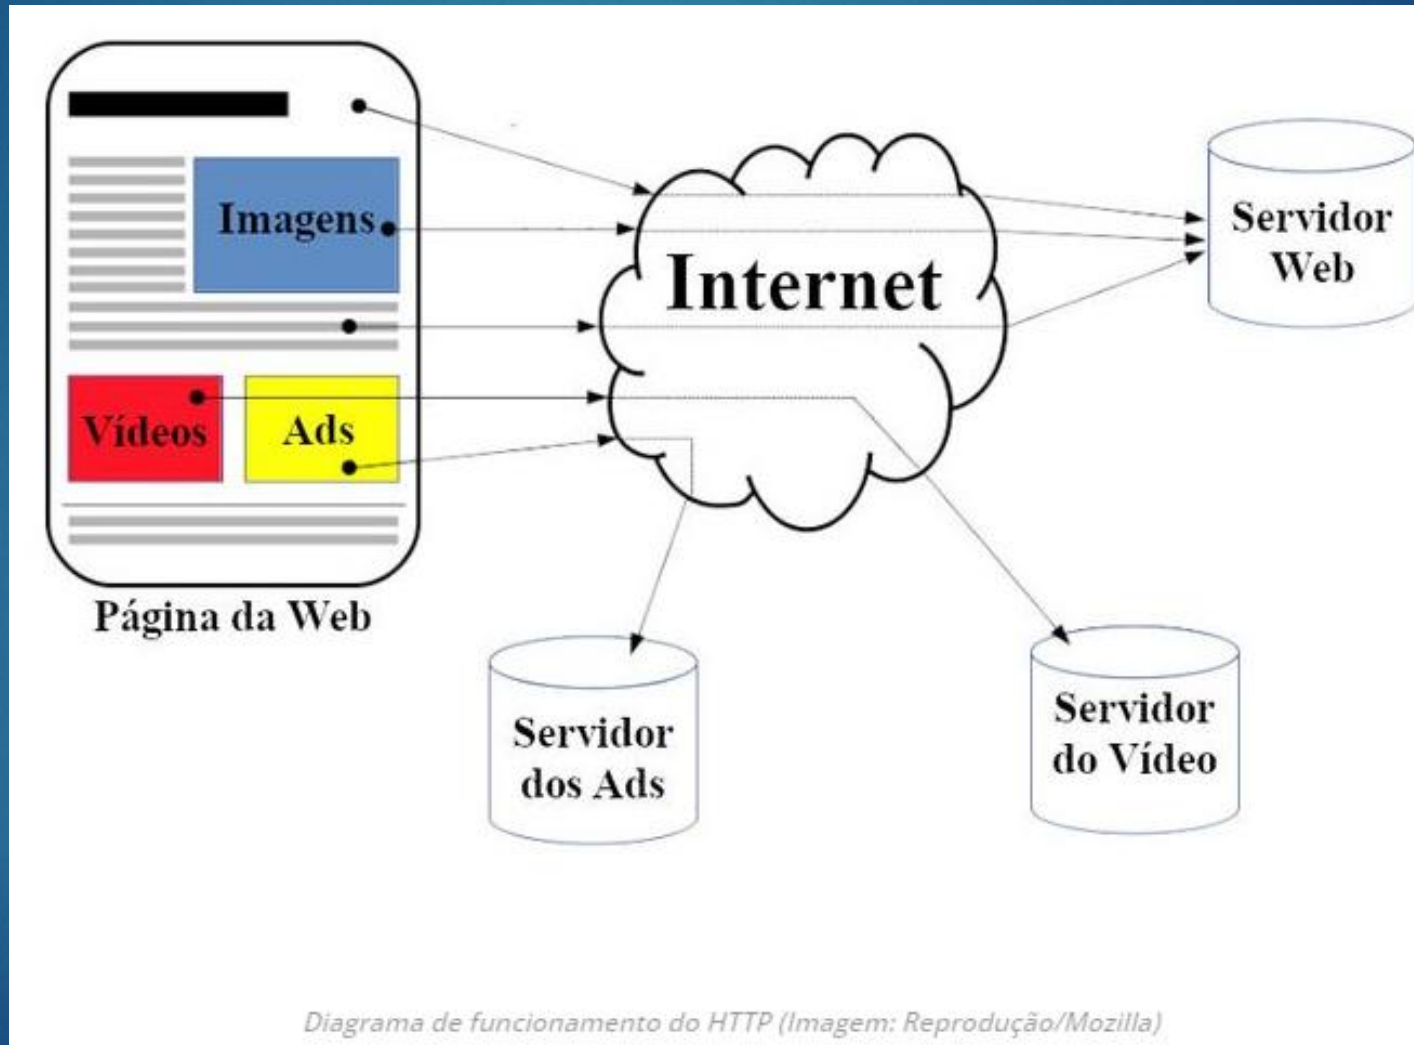 Imagens
Vídeos
Ads
Página da Web
Internet
Servidor
Web
Servidor
dos Ads
Servidor
do Vídeo
Diagrama de funcionamento do HTTP (Imagem: Reprodução/Mozilla)